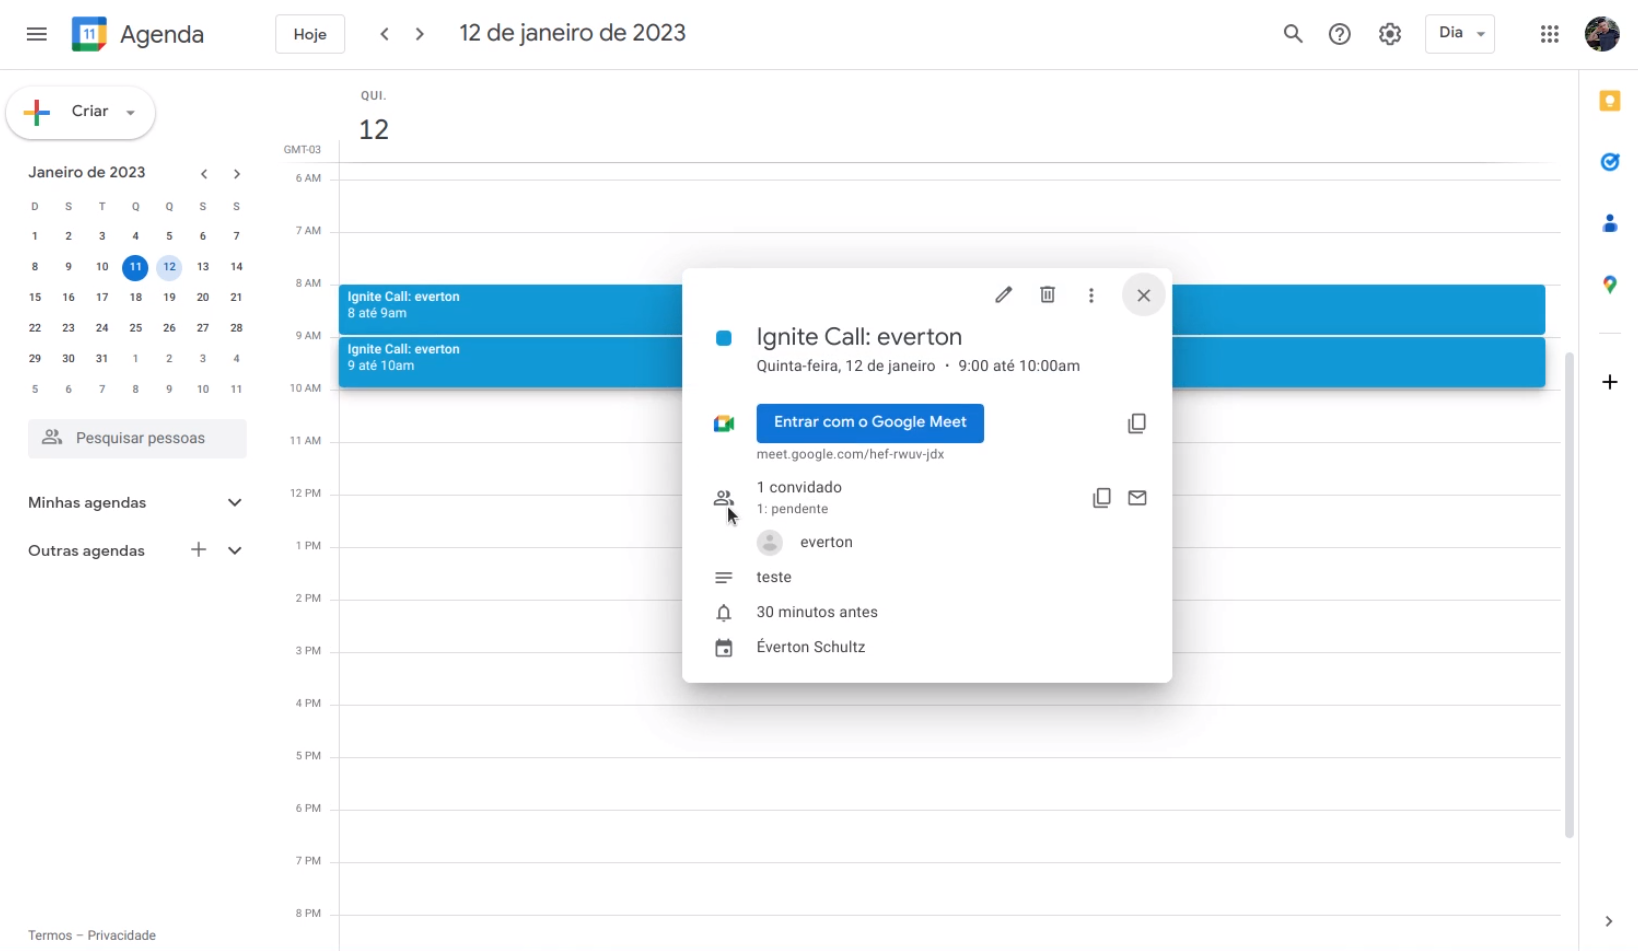 11 Agenda
Hoje
12 de janeiro de 2023
Dia
Criar
Janeiro de 2023
D S T Q Q S S
1 2 3 4 5 6 7
8 9 10 11 12 13 14
15 16 17 18 19 20 21
22 23 24 25 26 27 28
29 30 31 1 2 3 4
5 6 7 8 9 10 11
Pesquisar pessoas
Minhas agendas
Outras agendas
Termos – Privacidade
QUI.
12
GMT-03
6 AM
7 AM
8 AM
Ignite Call: everton
8 até 9am
9 AM
Ignite Call: everton
9 até 10am
10 AM
11 AM
12 PM
1 PM
2 PM
3 PM
4 PM
5 PM
6 PM
7 PM
8 PM
Ignite Call: everton
Quinta-feira, 12 de janeiro · 9:00 até 10:00am
Entrar com o Google Meet
meet.google.com/hef-rwuv-jdx
1 convidado
1: pendente
everton
teste
30 minutos antes
Éverton Schultz